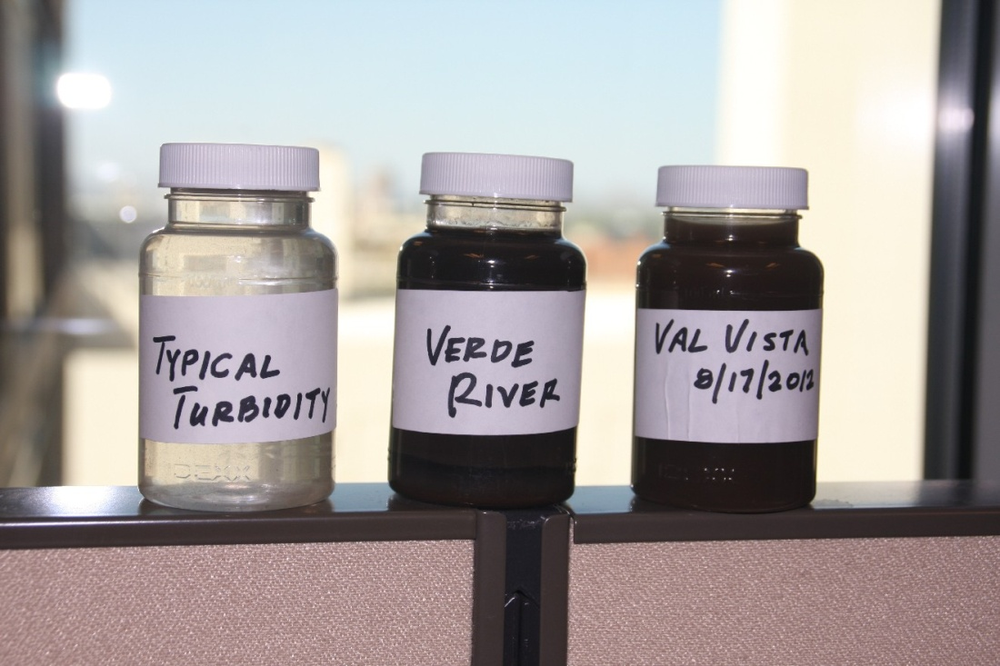 TYPICAL
TURBIDITY
VERDE
RIVER
VAL VISTA
8/17/2012